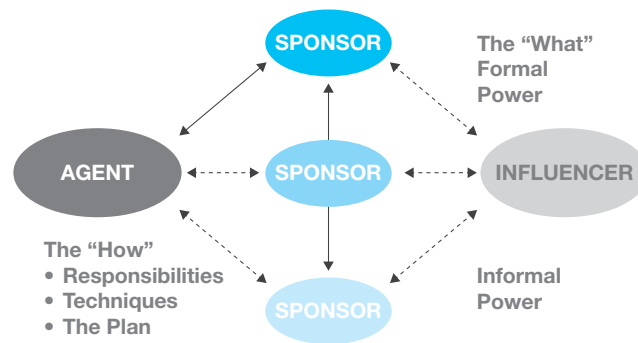 SPONSOR
The “What”
Formal
Power
AGENT
SPONSOR
INFLUENCER
The “How”
• Responsibilities
• Techniques
• The Plan
SPONSOR
Informal
Power